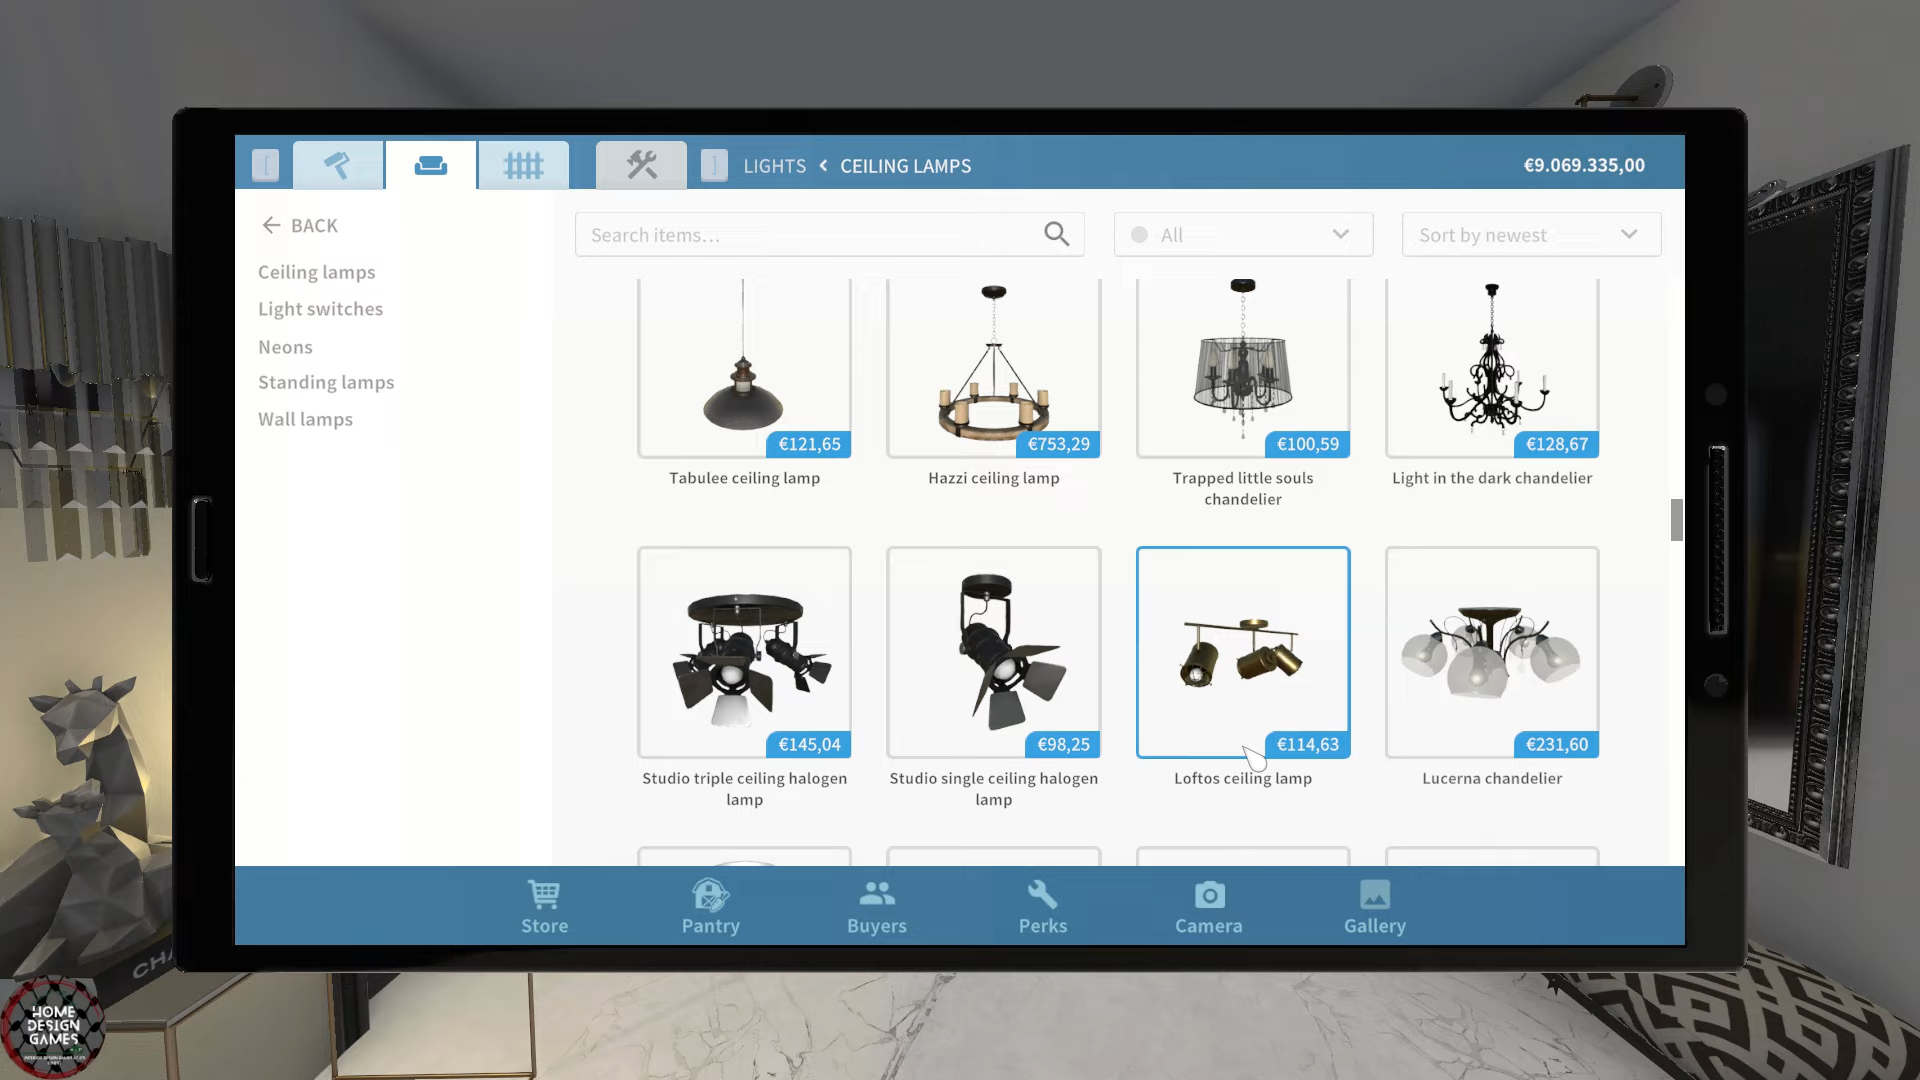 LIGHTS < CEILING LAMPS
€9.069.335,00
BACK
Ceiling lamps
Light switches
Neons
Standing lamps
Wall lamps
Search items...
All
Sort by newest
€121,65
€753,29
€100,59
€128,67
Tabulee ceiling lamp
Hazzi ceiling lamp
Trapped little souls
chandelier
Light in the dark chandelier
€145,04
€98,25
€114,63
€231,60
Studio triple ceiling halogen
lamp
Studio single ceiling halogen
lamp
Loftos ceiling lamp
Lucerna chandelier
Store
Pantry
Buyers
Perks
Camera
Gallery
HOME
DESIGN
GAMES